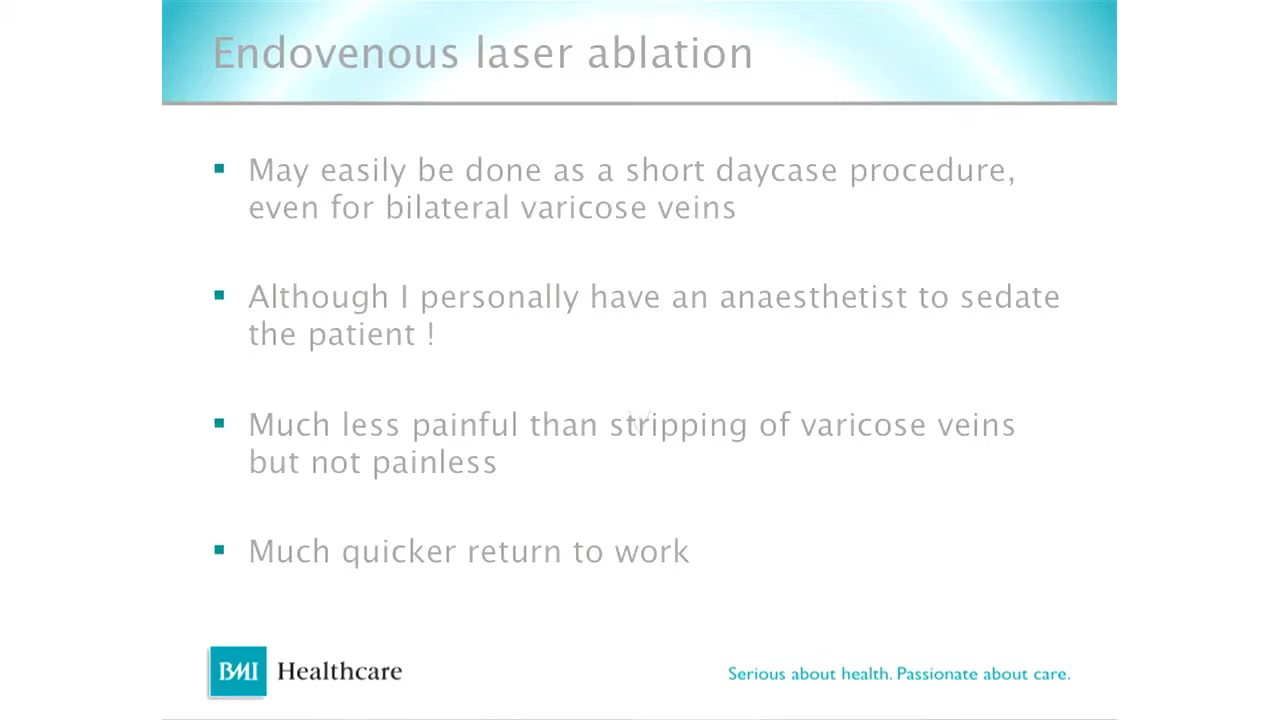 Endovenous laser ablation
▪ May easily be done as a short daycase procedure,
even for bilateral varicose veins
▪ Although I personally have an anaesthetist to sedate
the patient !
▪ Much less painful than stripping of varicose veins
but not painless
▪ Much quicker return to work
BMI Healthcare
Serious about health. Passionate about care.